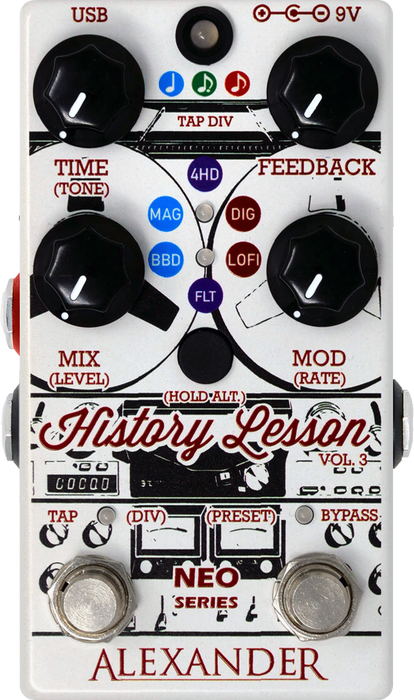 USB
9V
TAP DIV
TIME
(TONE)
FEEDBACK
4HD
MAG
DIG
BBD
LOFI
FLT
MIX
(LEVEL)
MOD
(RATE)
(HOLD ALT.)
History Lesson
VOL. 3
TAP
(DIV)
(PRESET)
BYPASS
NEO
SERIES
ALEXANDER